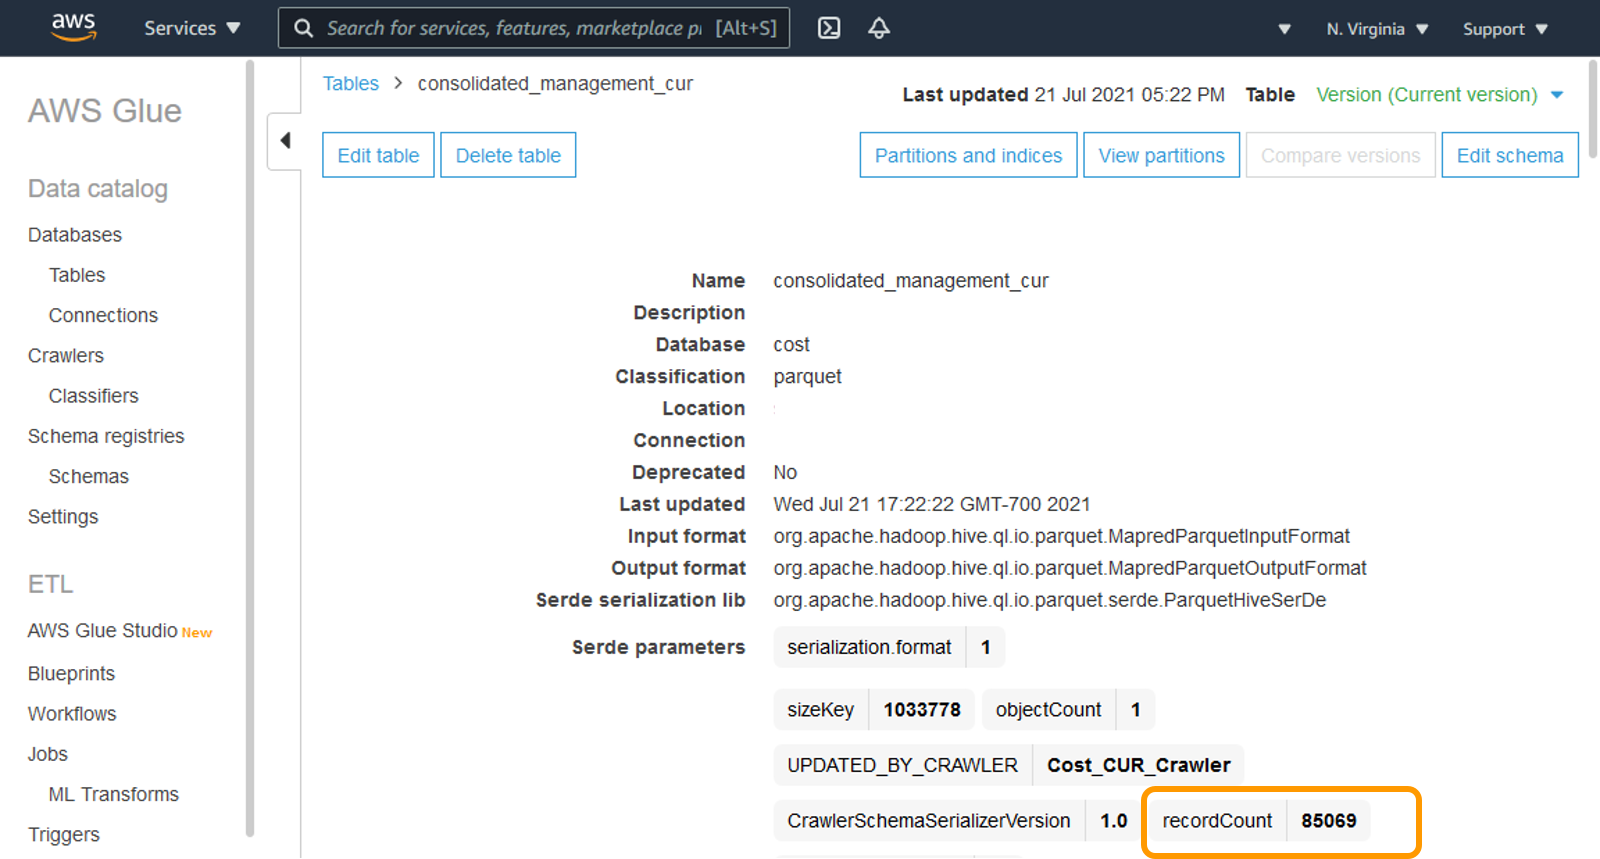 aws Services Search for services, features, marketplace pr [Alt+S] N. Virginia Support
AWS Glue
Data catalog
Databases
Tables
Connections
Crawlers
Classifiers
Schema registries
Schemas
Settings
ETL
AWS Glue Studio New
Blueprints
Workflows
Jobs
ML Transforms
Triggers
Tables > consolidated_management_cur
Last updated 21 Jul 2021 05:22 PM Table Version (Current version)
Edit table Delete table Partitions and indices View partitions Compare versions Edit schema
Name consolidated_management_cur
Description
Database cost
Classification parquet
Location
Connection
Deprecated No
Last updated Wed Jul 21 17:22:22 GMT-700 2021
Input format org.apache.hadoop.hive.ql.io.parquet.MapredParquetInputFormat
Output format org.apache.hadoop.hive.ql.io.parquet.MapredParquetOutputFormat
Serde serialization lib org.apache.hadoop.hive.ql.io.parquet.serde.ParquetHiveSerDe
Serde parameters serialization.format 1
sizeKey 1033778 objectCount 1
UPDATED_BY_CRAWLER Cost_CUR_Crawler
CrawlerSchemaSerializerVersion 1.0 recordCount 85069